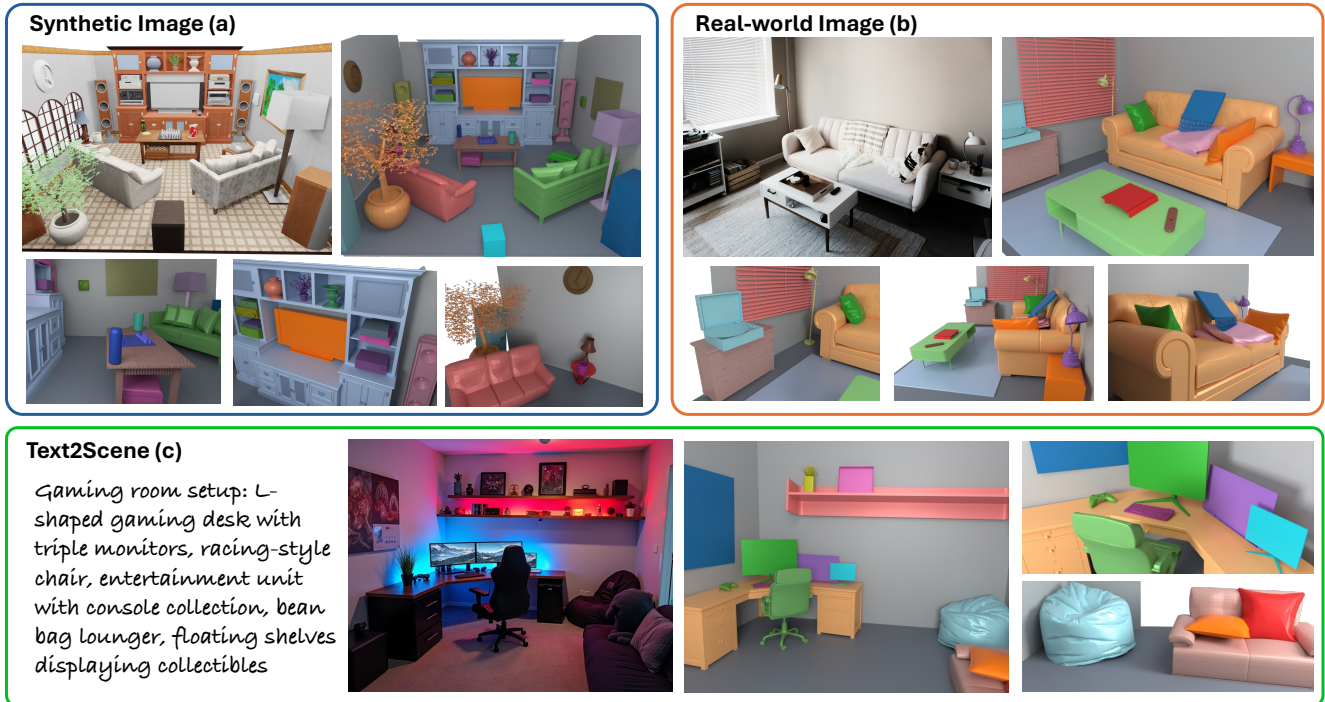 Synthetic Image (a)
Real-world Image (b)
Text2Scene (c)
Gaming room setup: L-
shaped gaming desk with
triple monitors, racing-style
chair, entertainment unit
with console collection, bean
bag lounger, floating shelves
displaying collectibles